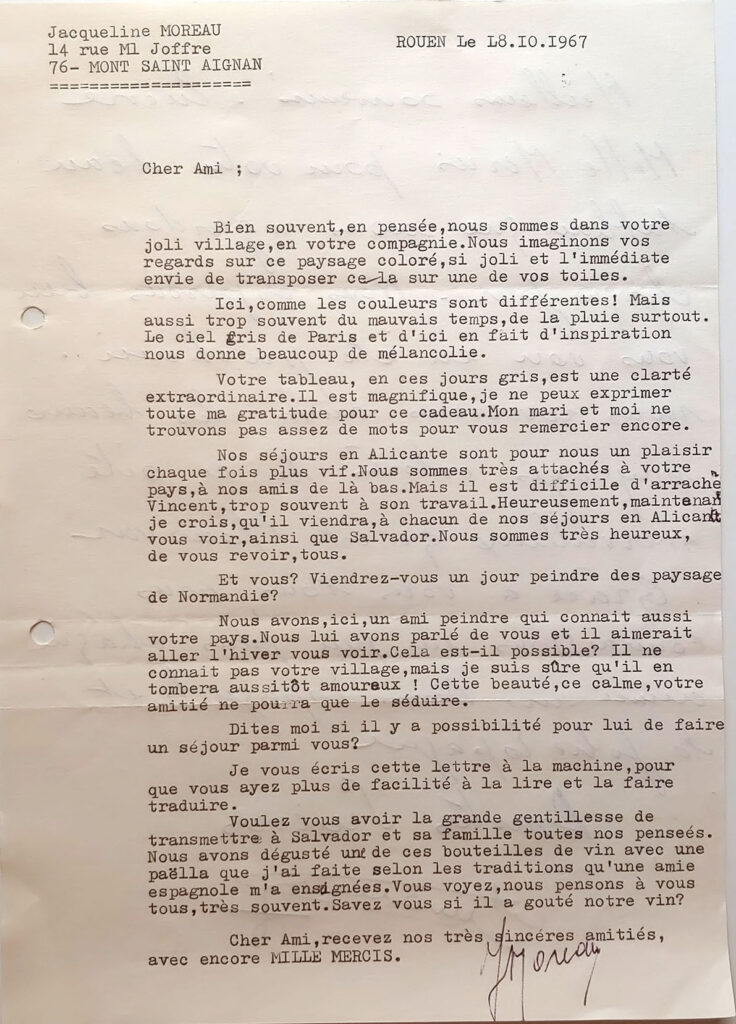 Jacqueline MOREAU
14 rue Ml Joffre
76- MONT SAINT AIGNAN
====================
ROUEN Le L8.IO.I967
Cher Ami ;
Bien souvent,en pensée,nous sommes dans votre
joli village,en votre compagnie.Nous imaginons vos
regards sur ce paysage coloré,si joli et l'immédiate
envie de transposer cela sur une de vos toiles.
Ici,comme les couleurs sont différentes! Mais
aussi trop souvent du mauvais temps,de la pluie surtout.
Le ciel gris de Paris et d'ici en fait d'inspiration
nous donne beaucoup de mélancolie.
Votre tableau, en ces jours gris,est une clarté
extraordinaire.Il est magnifique,je ne peux exprimer
toute ma gratitude pour ce cadeau.Mon mari et moi ne
trouvons pas assez de mots pour vous remercier encore.
Nos séjours en Alicante sont pour nous un plaisir
chaque fois plus vif.Nous sommes très attachés à votre
pays,à nos amis de là bas.Mais il est difficile d'arraché
Vincent,trop souvent à son travail.Heureusement,maintenant
je crois,qu'il viendra,à chacun de nos séjours en Alicant
vous voir,ainsi que Salvador.Nous sommes très heureux,
de vous revoir,tous.
Et vous? Viendrez-vous un jour peindre des paysage
de Normandie?
Nous avons,ici,un ami peindre qui connait aussi
votre pays.Nous lui avons parlé de vous et il aimerait
aller l'hiver vous voir.Cela est-il possible? Il ne
connait pas votre village,mais je suis sûre qu'il en
tombera aussitôt amoureux ! Cette beauté,ce calme,votre
amitié ne pourra que le séduire.
Dites moi si il y a possibilité pour lui de faire
un séjour parmi vous?
Je vous écris cette lettre à la machine,pour
que vous ayez plus de facilité à la lire et la faire
traduire.
Voulez vous avoir la grande gentillesse de
transmettre à Salvador et sa famille toutes nos penseés.
Nous avons dégusté une de ces bouteilles de vin avec une
paëlla que j'ai faite selon les traditions qu'une amie
espagnole m'a enseignées.Vous voyez,nous pensons à vous
tous,très souvent.Savez vous si il a gouté notre vin?
Cher Ami,recevez nos très sincéres amitiés,
avec encore MILLE MERCIS.
JMoreau